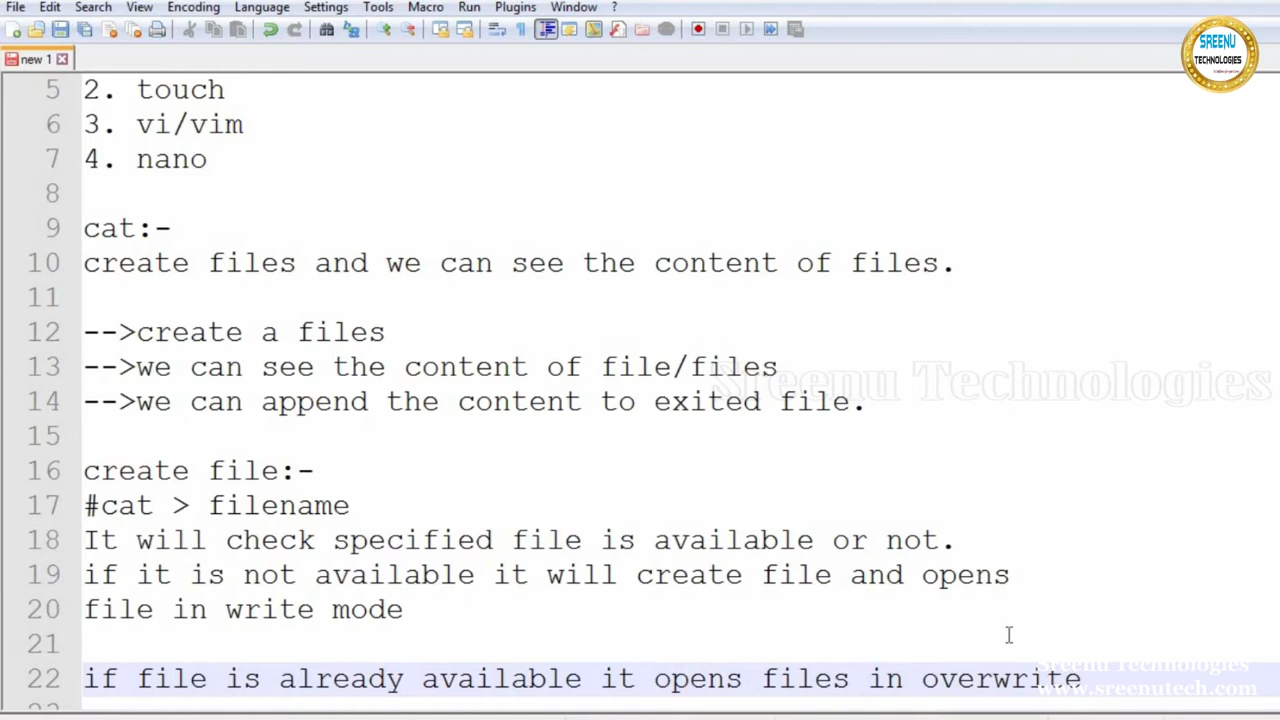 File Edit Search View Encoding Language Settings Tools Macro Run Plugins Window ?
new 1
SREENU
TECHNOLOGIES
5 2. touch
6 3. vi/vim
7 4. nano
8
9 cat:-
10 create files and we can see the content of files.
11
12 -->create a files
13 -->we can see the content of file/files
Sreenu Technologies
14 -->we can append the content to exited file.
15
16 create file:-
17 #cat > filename
18 It will check specified file is available or not.
19 if it is not available it will create file and opens
20 file in write mode
21
Sreenu Technologies
22 if file is already available it opens files in overwrite
www.sreenutech.com